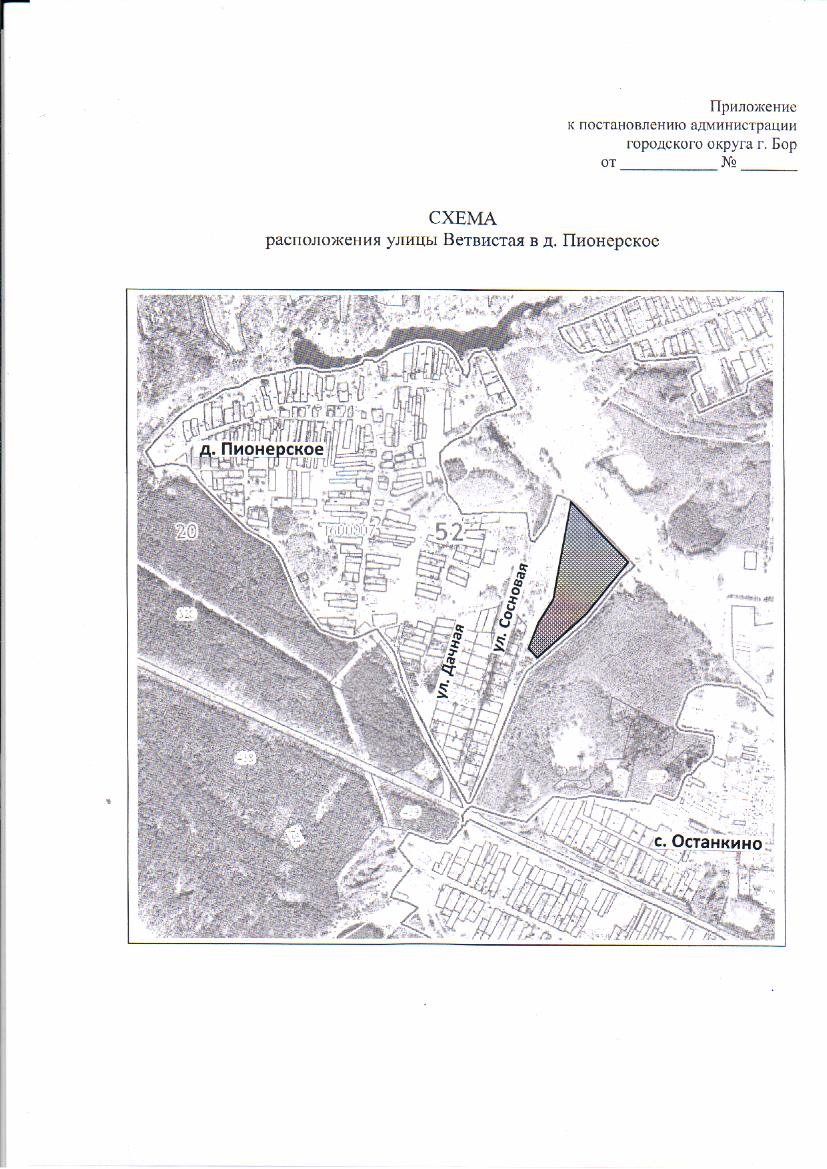 Приложение
к постановлению администрации
городского округа г. Бор
от ____________ № _______
СХЕМА
расположения улицы Ветвистая в д. Пионерское
д. Пионерское
20
52
ул. Сосновая
ул. Дачная
с. Останкино